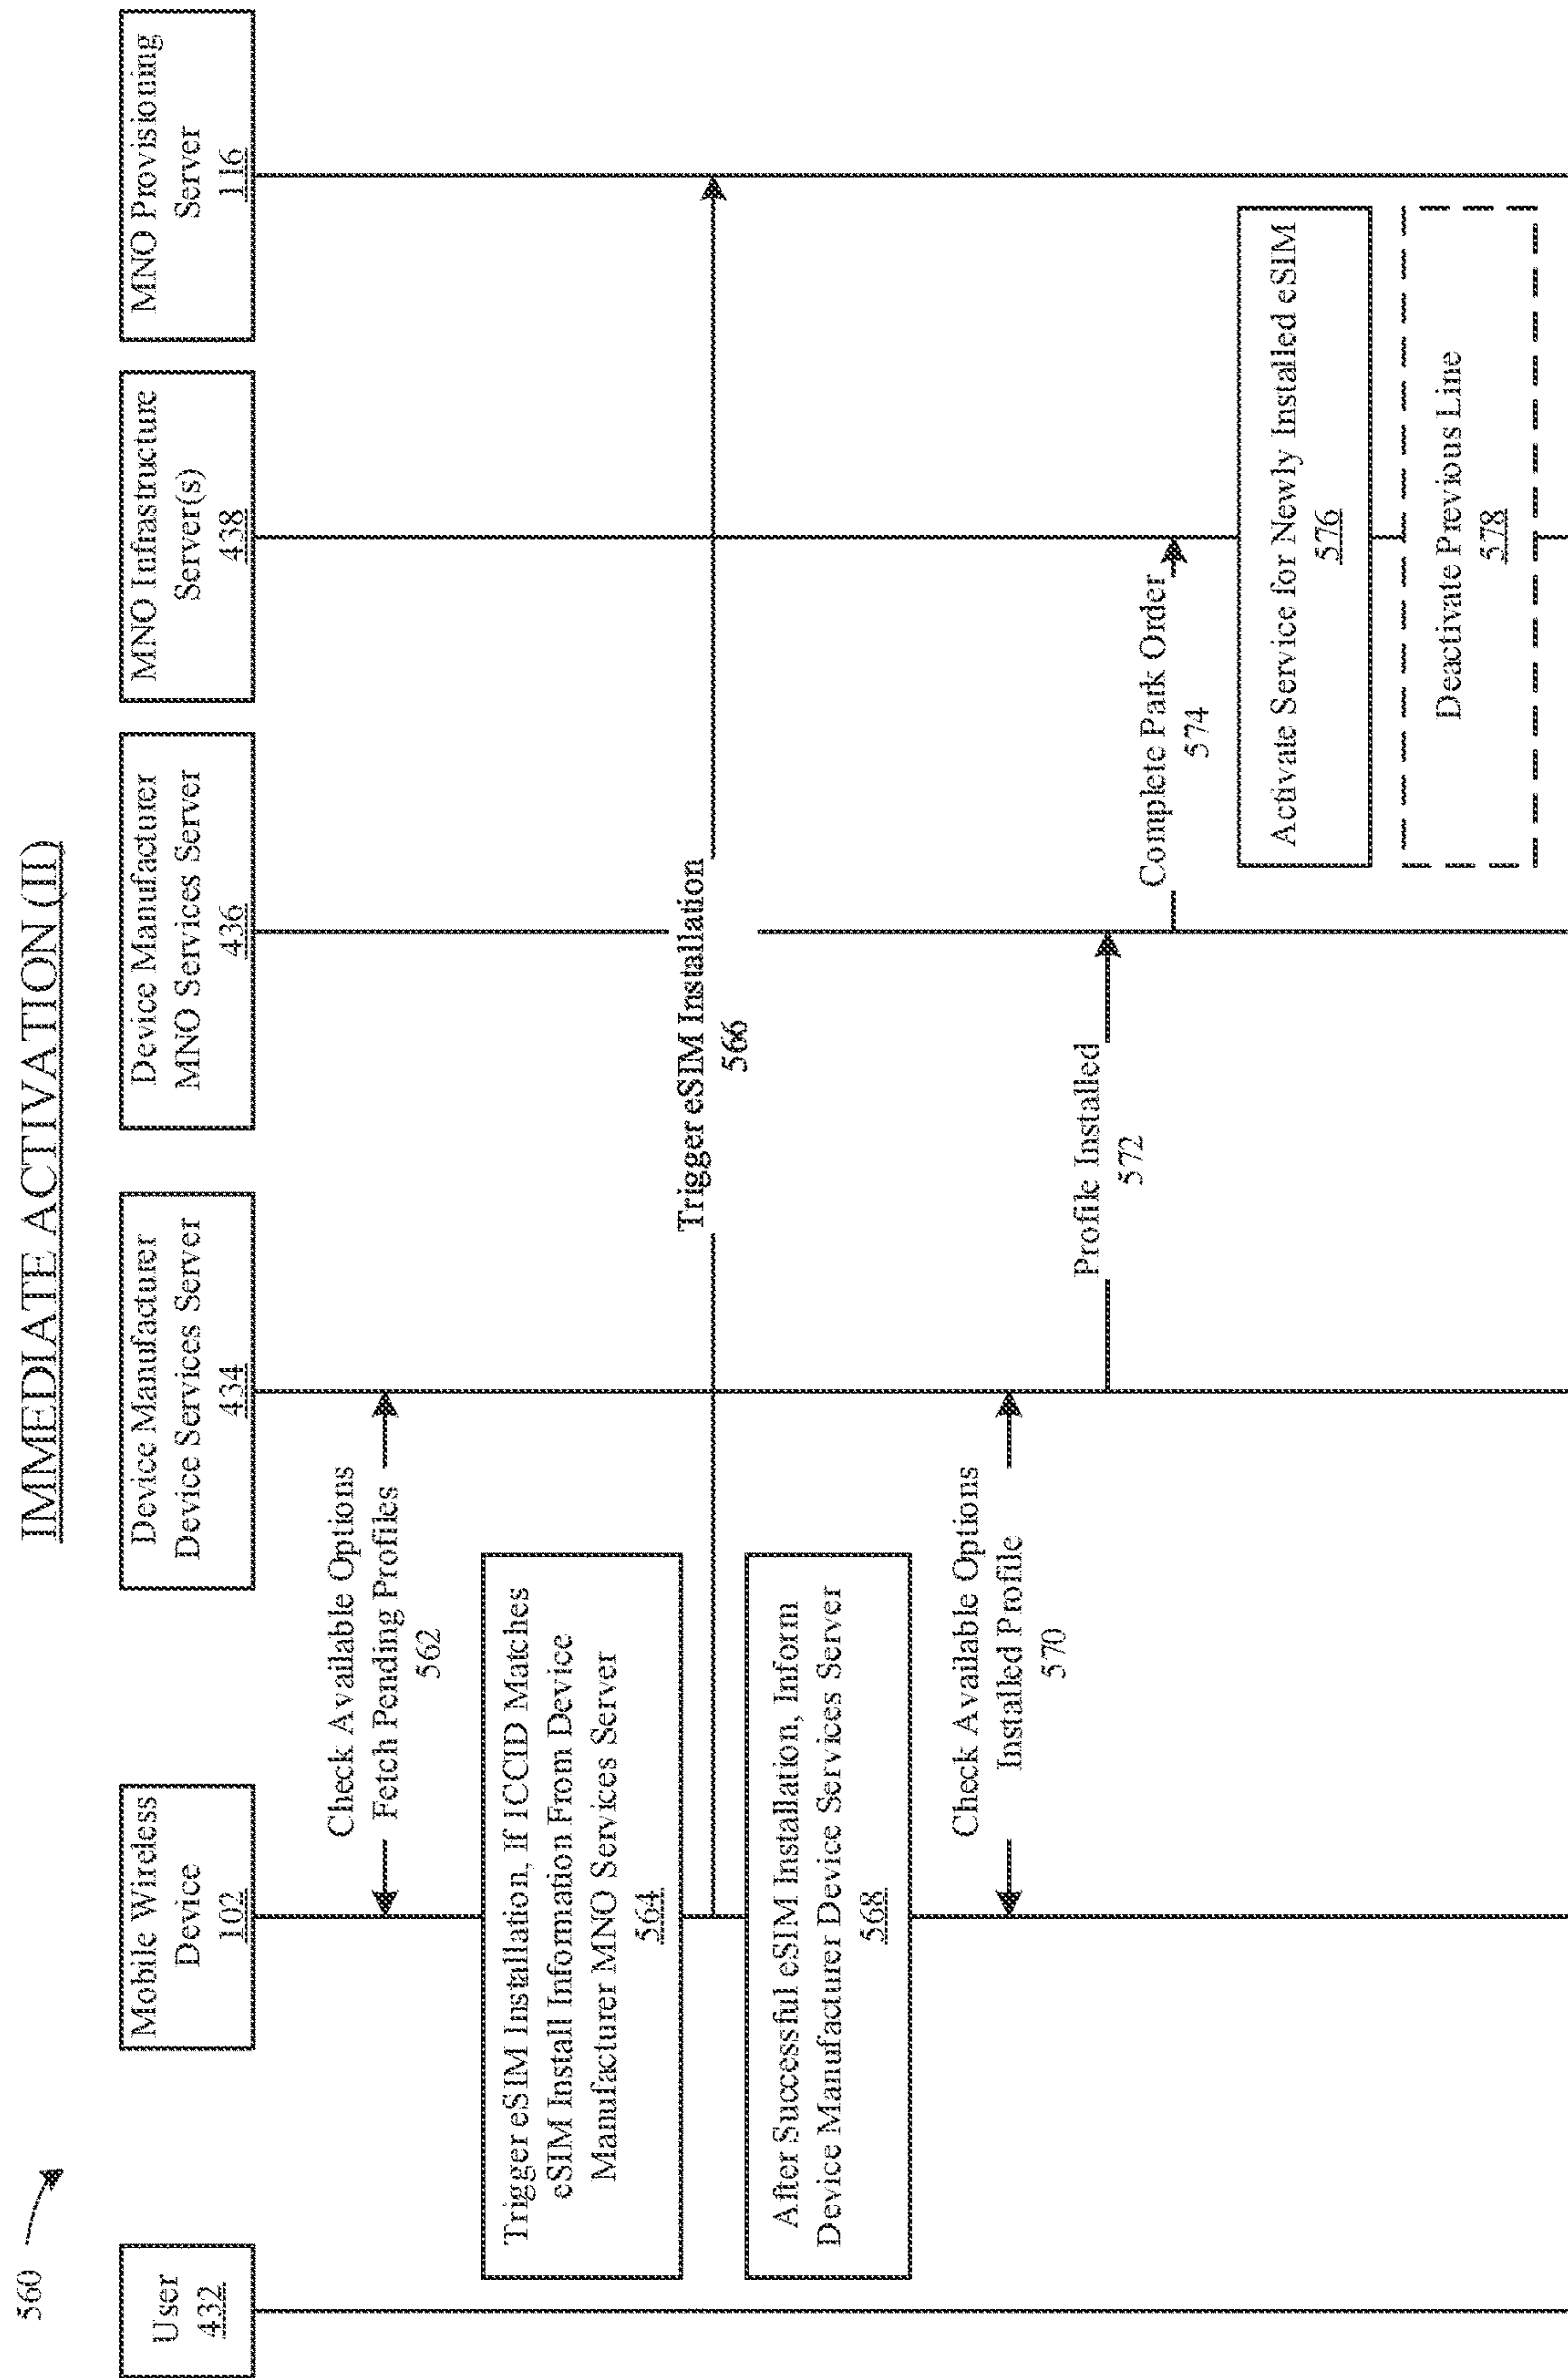 560
IMMEDIATE ACTIVATION (II)
User
432
Mobile Wireless
Device
102
Device Manufacturer
Device Services Server
434
Device Manufacturer
MNO Services Server
436
MNO Infrastructure
Server(s)
438
MNO Provisioning
Server
116
Check Available Options
Fetch Pending Profiles
562
Trigger eSIM Installation, If ICCID Matches
eSIM Install Information From Device
Manufacturer MNO Services Server
564
Trigger eSIM Installation
566
After Successful eSIM Installation, Inform
Device Manufacturer Device Services Server
568
Check Available Options
Installed Profile
570
Profile Installed
572
Complete Park Order
574
Activate Service for Newly Installed eSIM
576
Deactivate Previous Line
578